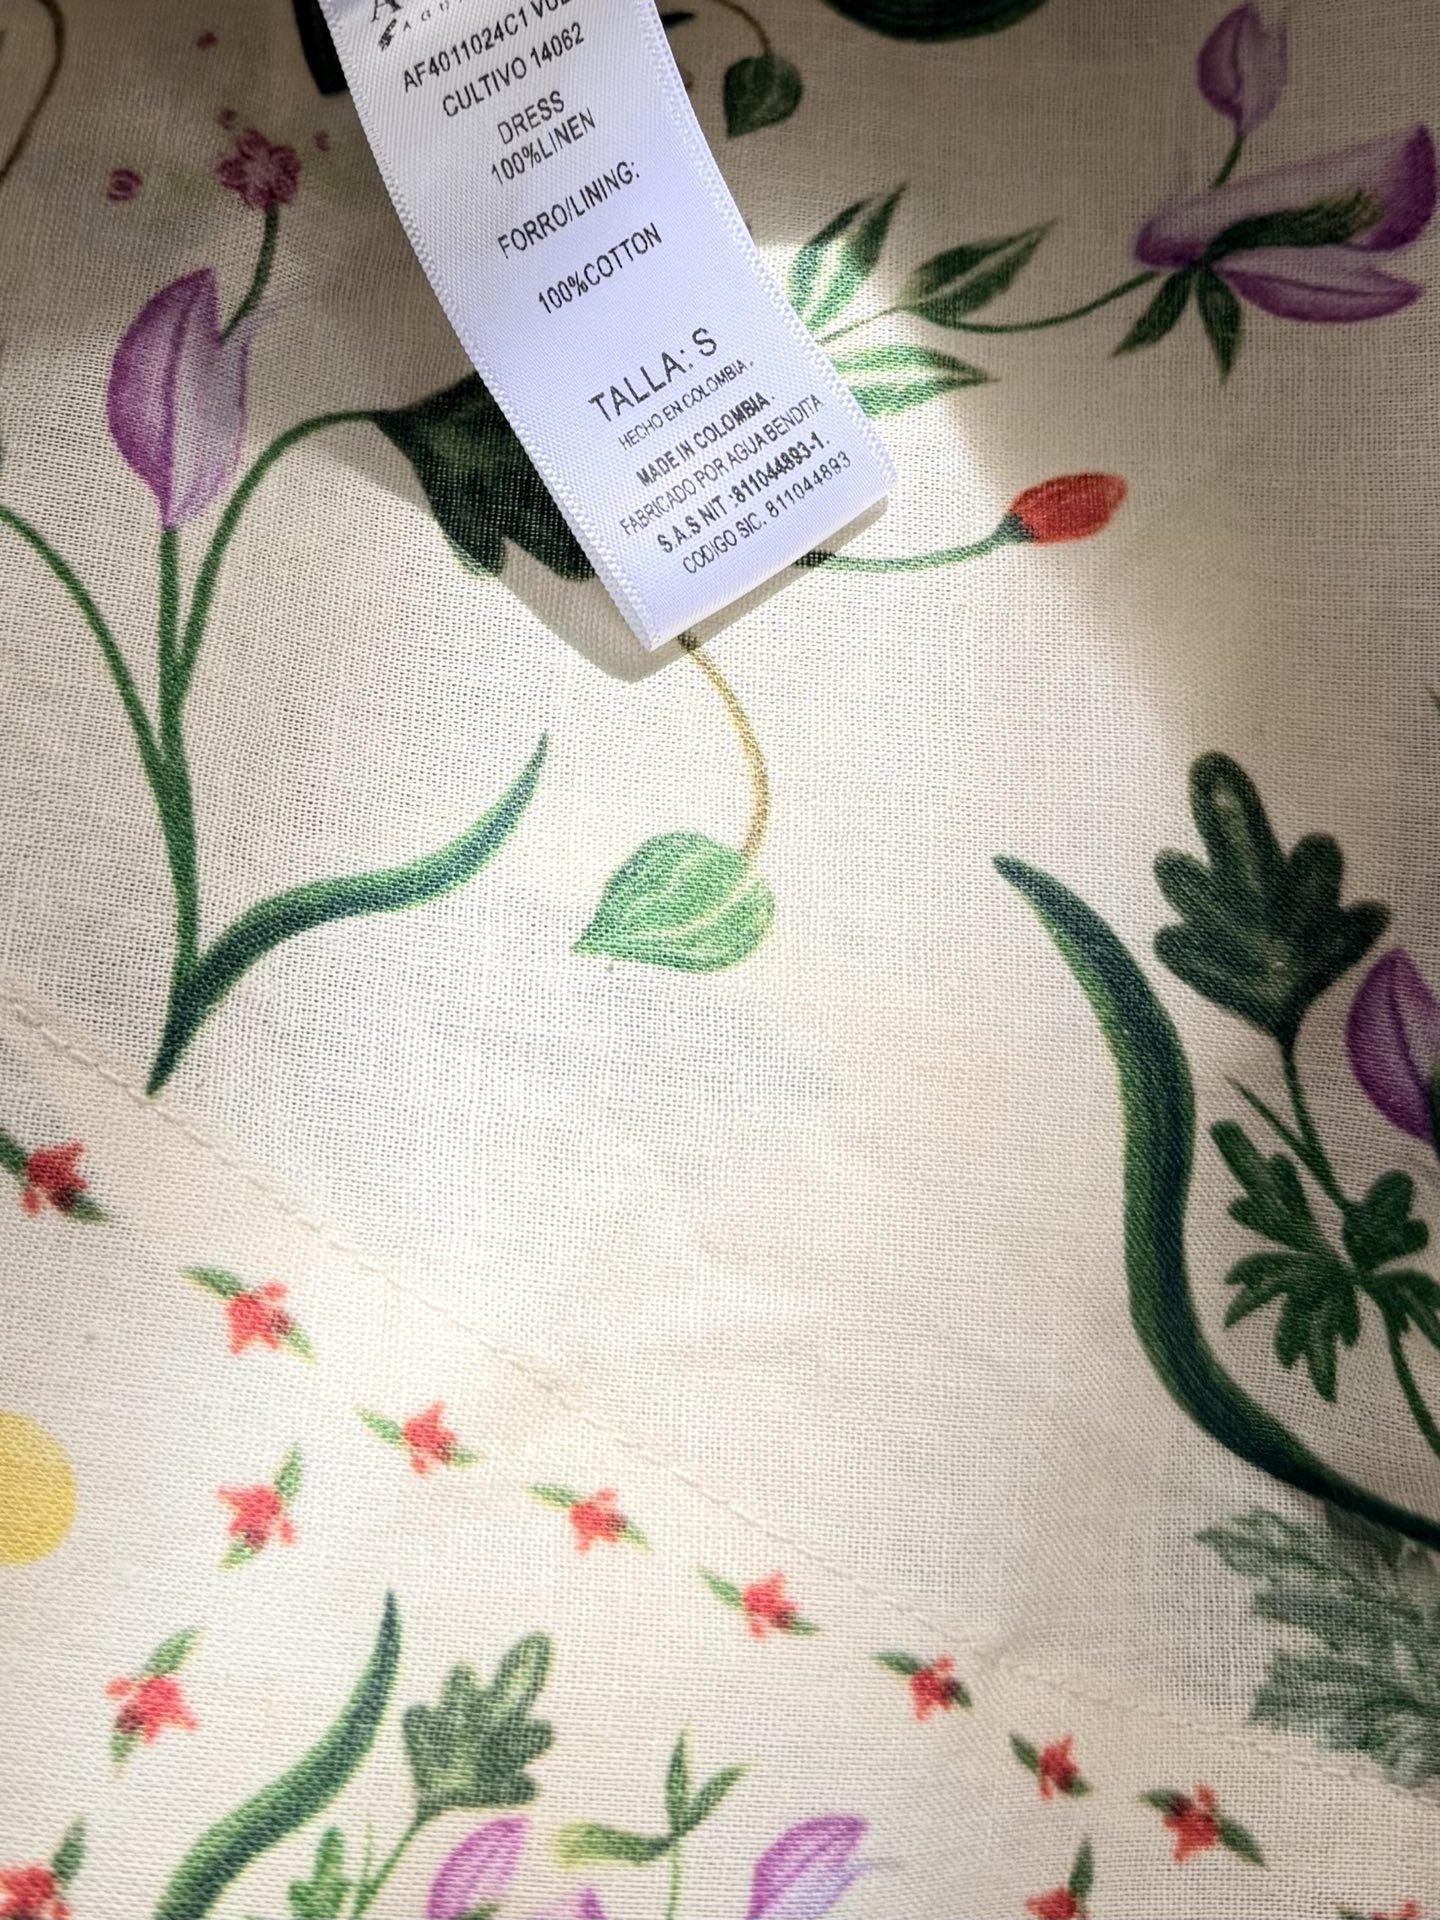 AGUA
AF4011024C1
CULTIVO 14062
DRESS
100%LINEN
FORRO/LINING:
100%COTTON
TALLA: S
HECHO EN COLOMBIA.
MADE IN COLOMBIA.
FABRICADO POR AGUA BENDITA
S.A.S NIT :811044893-1.
CODIGO SIC. 811044893